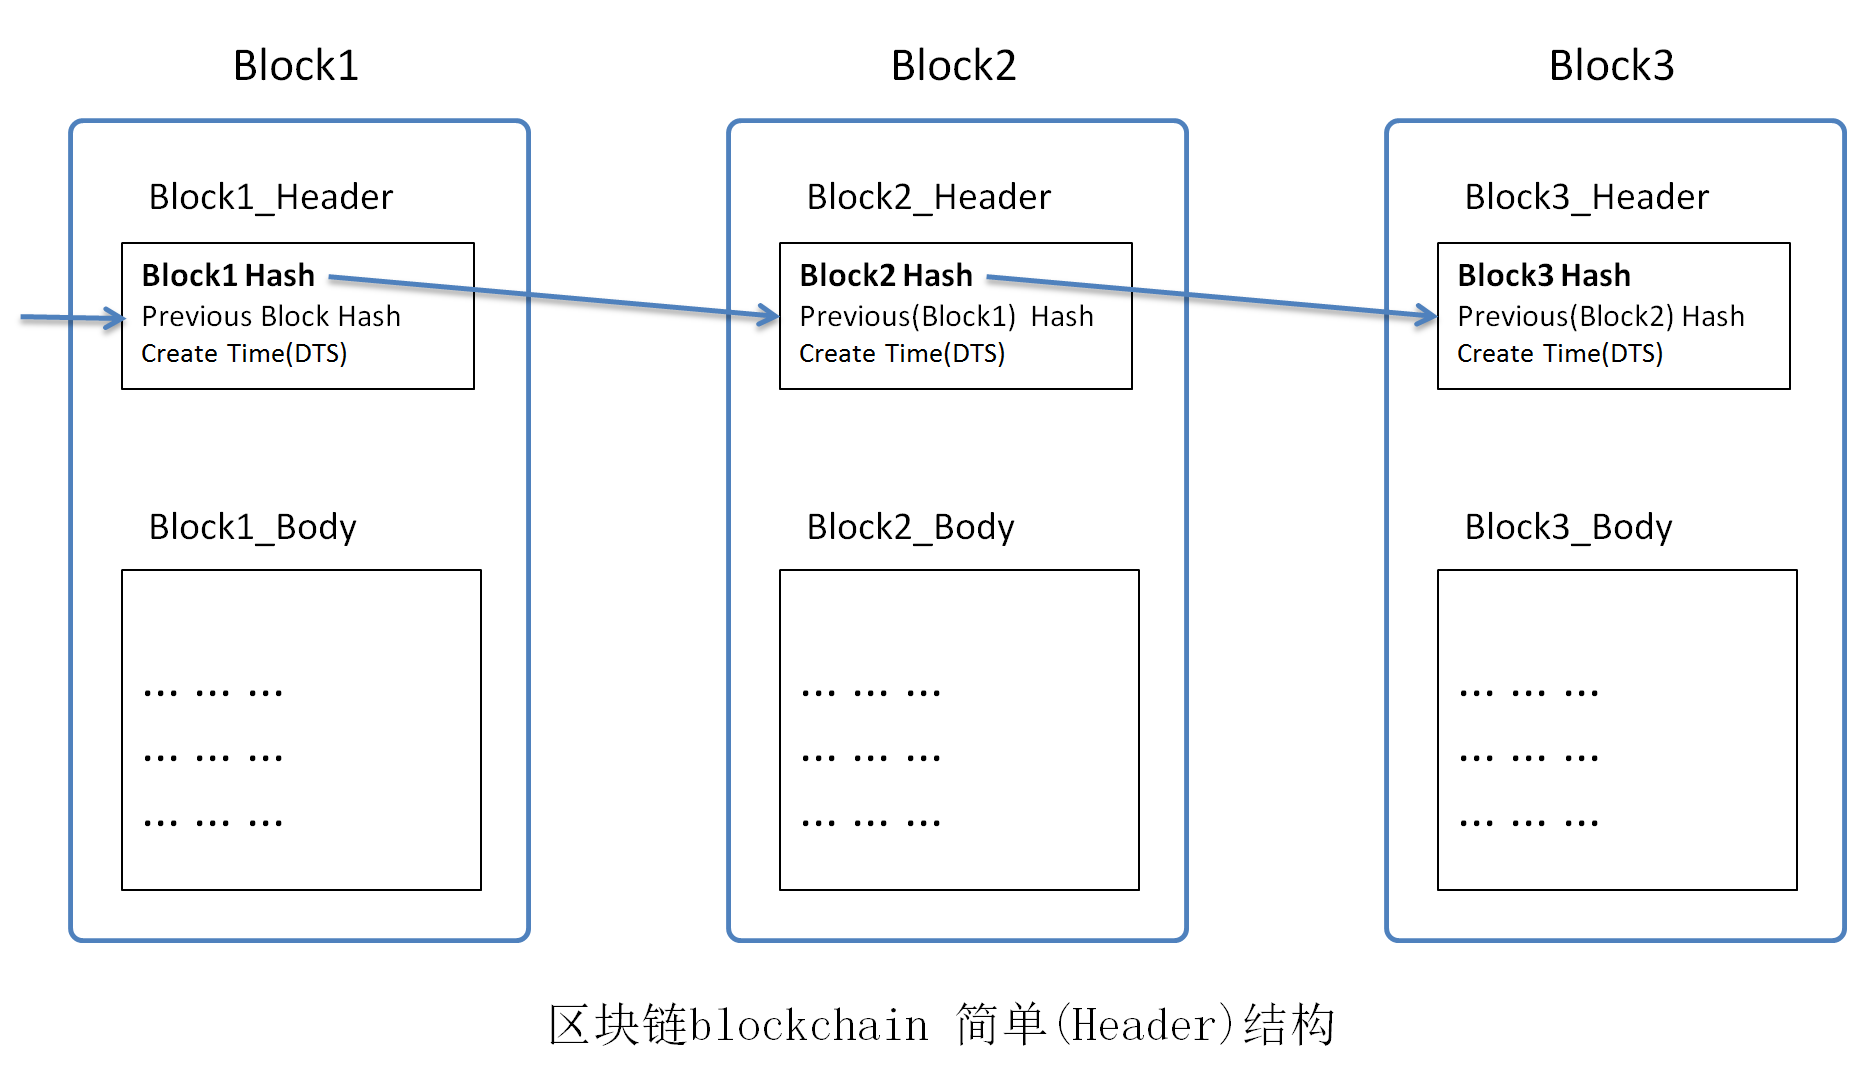 Block1
Block2
Block3
Block1_Header
Block1 Hash
Previous Block Hash
Create Time(DTS)
Block2_Header
Block2 Hash
Previous(Block1) Hash
Create Time(DTS)
Block3_Header
Block3 Hash
Previous(Block2) Hash
Create Time(DTS)
Block1_Body
... ... ...
... ... ...
... ... ...
Block2_Body
... ... ...
... ... ...
... ... ...
Block3_Body
... ... ...
... ... ...
... ... ...
区块链blockchain 简单(Header)结构